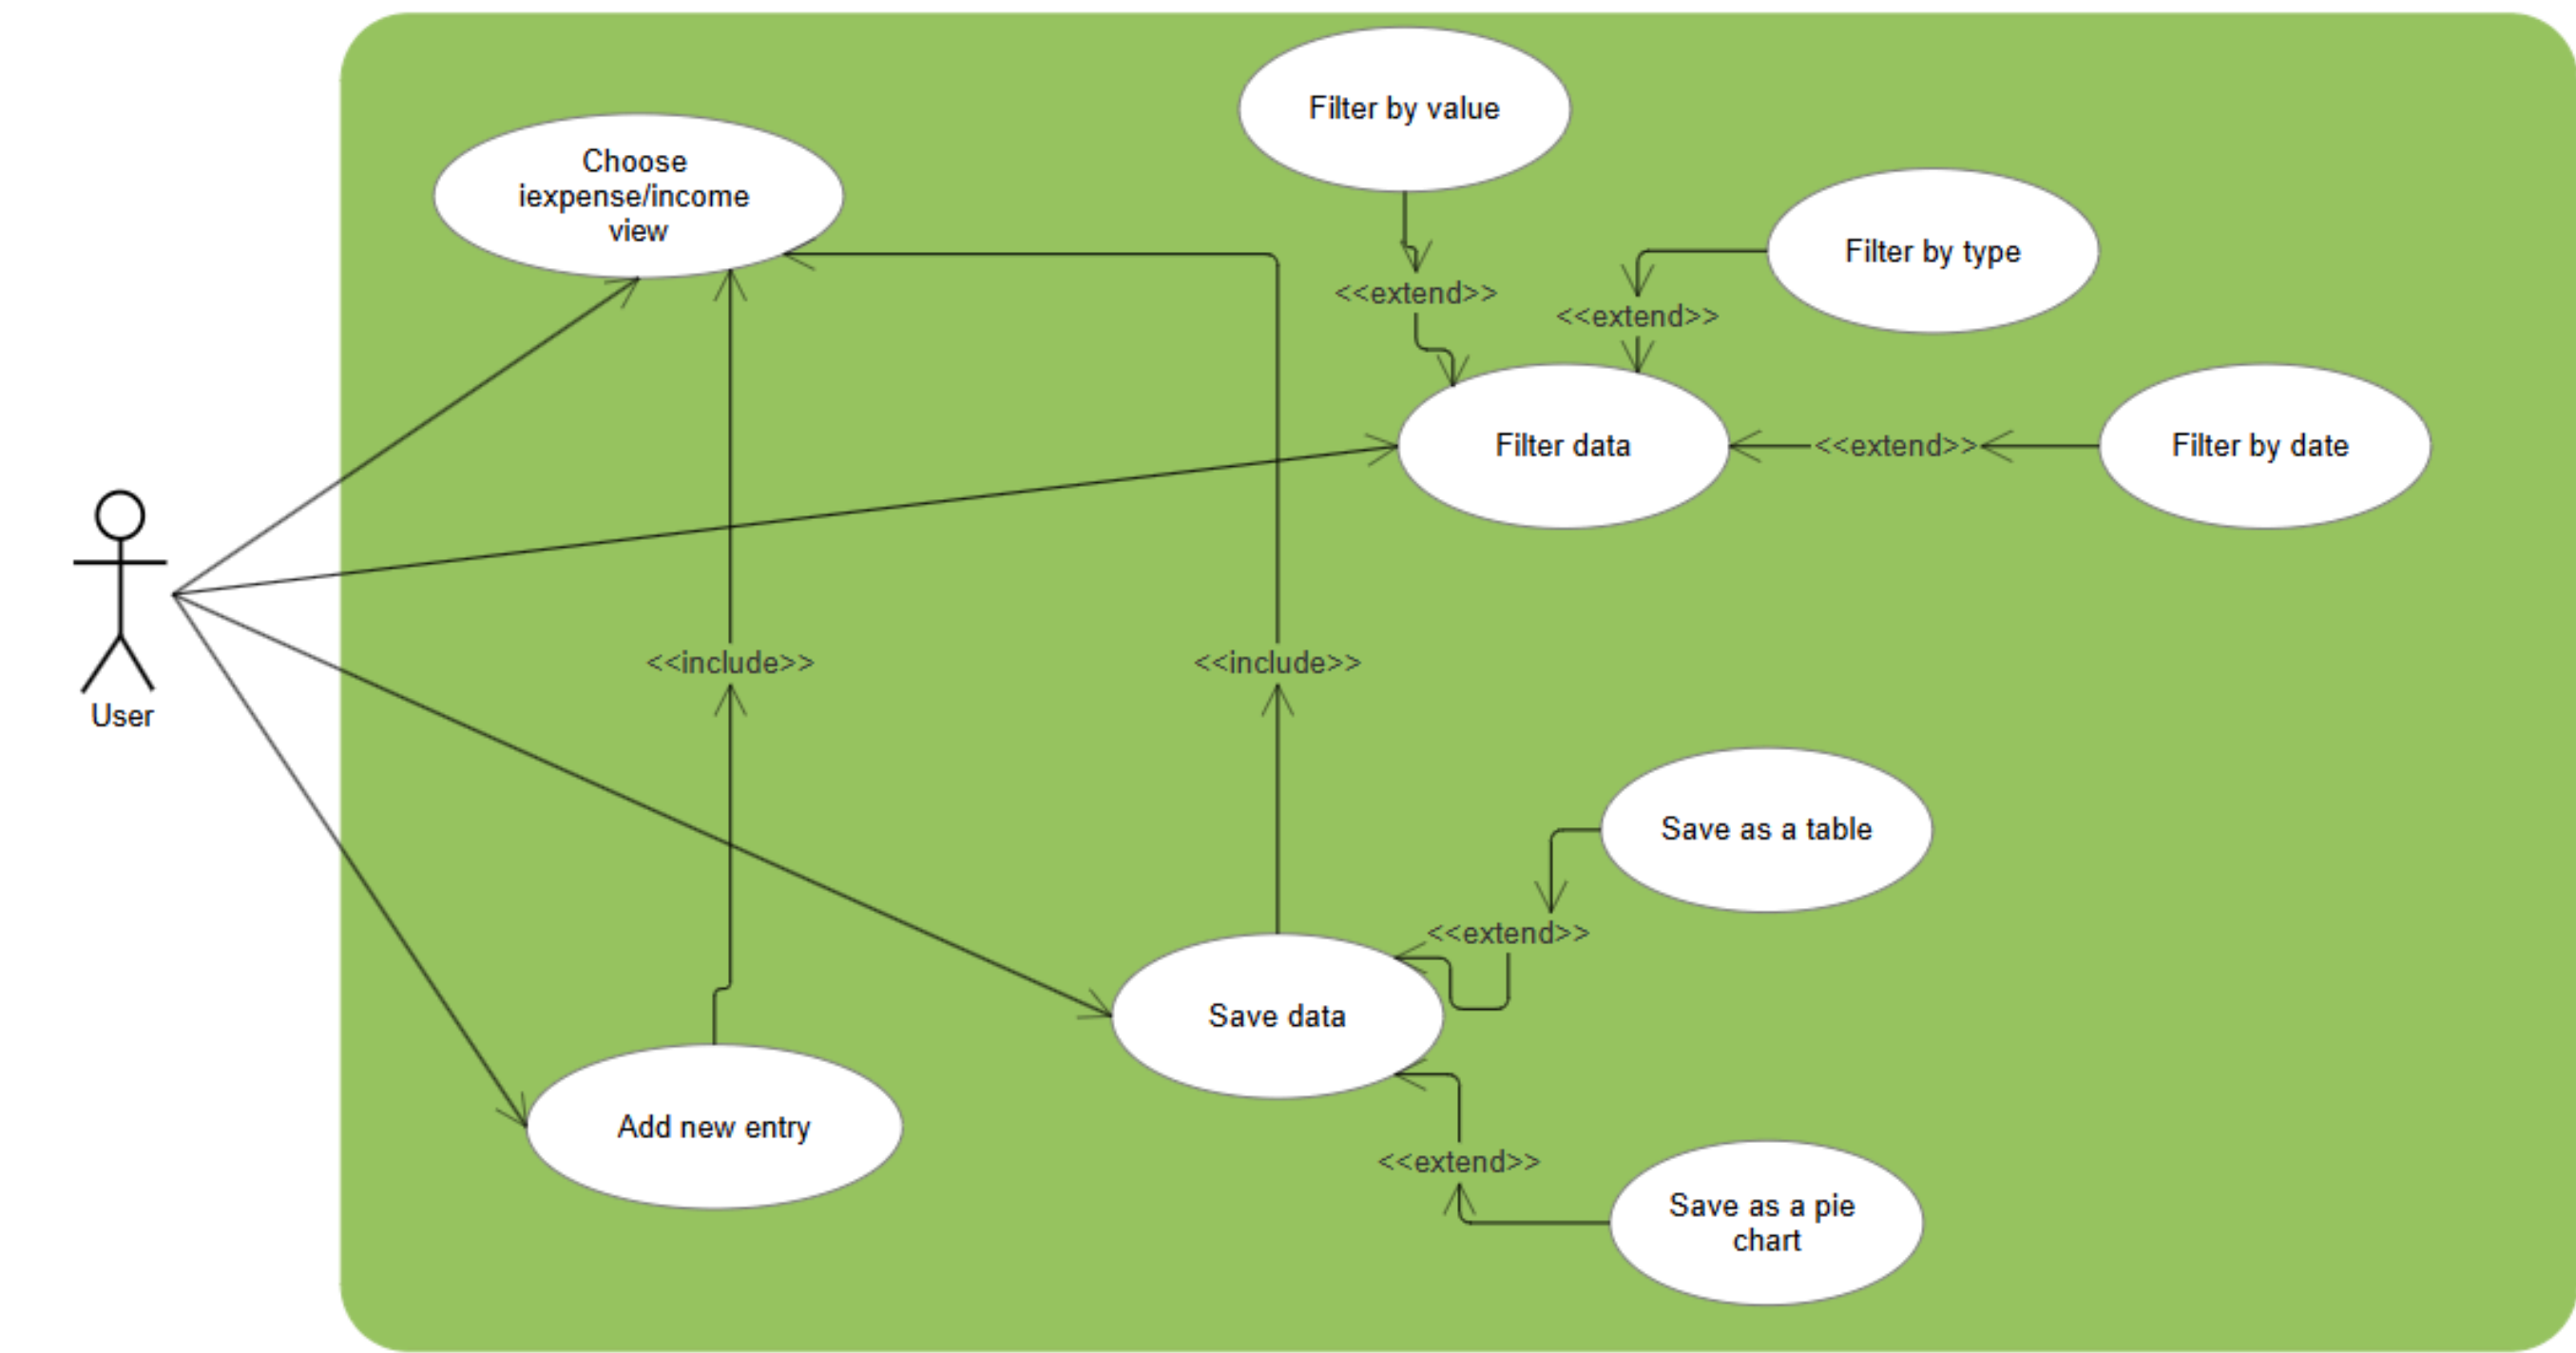 Filter by value
Choose
iexpense/income
view
Filter by type
<<extend>>
<<extend>>
Filter data
<<extend>>
Filter by date
User
<<include>>
<<include>>
Save as a table
<<extend>>
Save data
Add new entry
<<extend>>
Save as a pie
chart